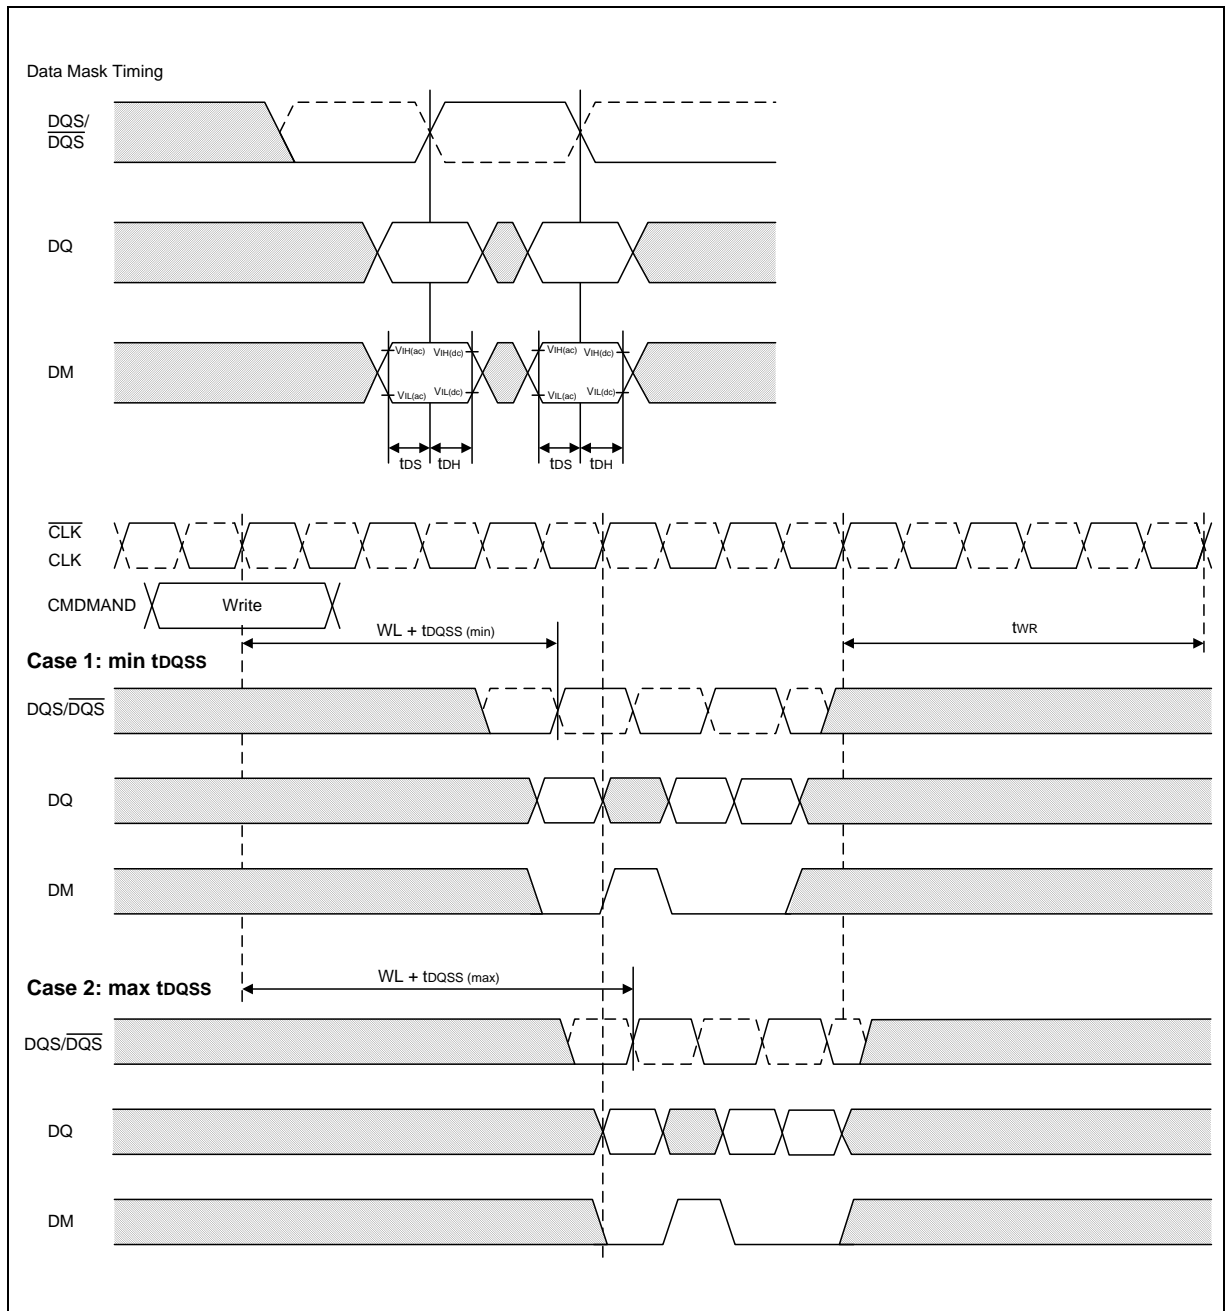 Data Mask Timing
DQS/
DQS
DQ
DM
VIH(ac) VIH(dc) VIH(ac) VIH(dc)
VIL(ac) VIL(dc) VIL(ac) VIL(dc)
tDS tDH tDS tDH
CLK
CLK
CMDMAND Write
WL + tDQSS (min) tWR
Case 1: min tDQSS
DQS/DQS
DQ
DM
WL + tDQSS (max)
Case 2: max tDQSS
DQS/DQS
DQ
DM